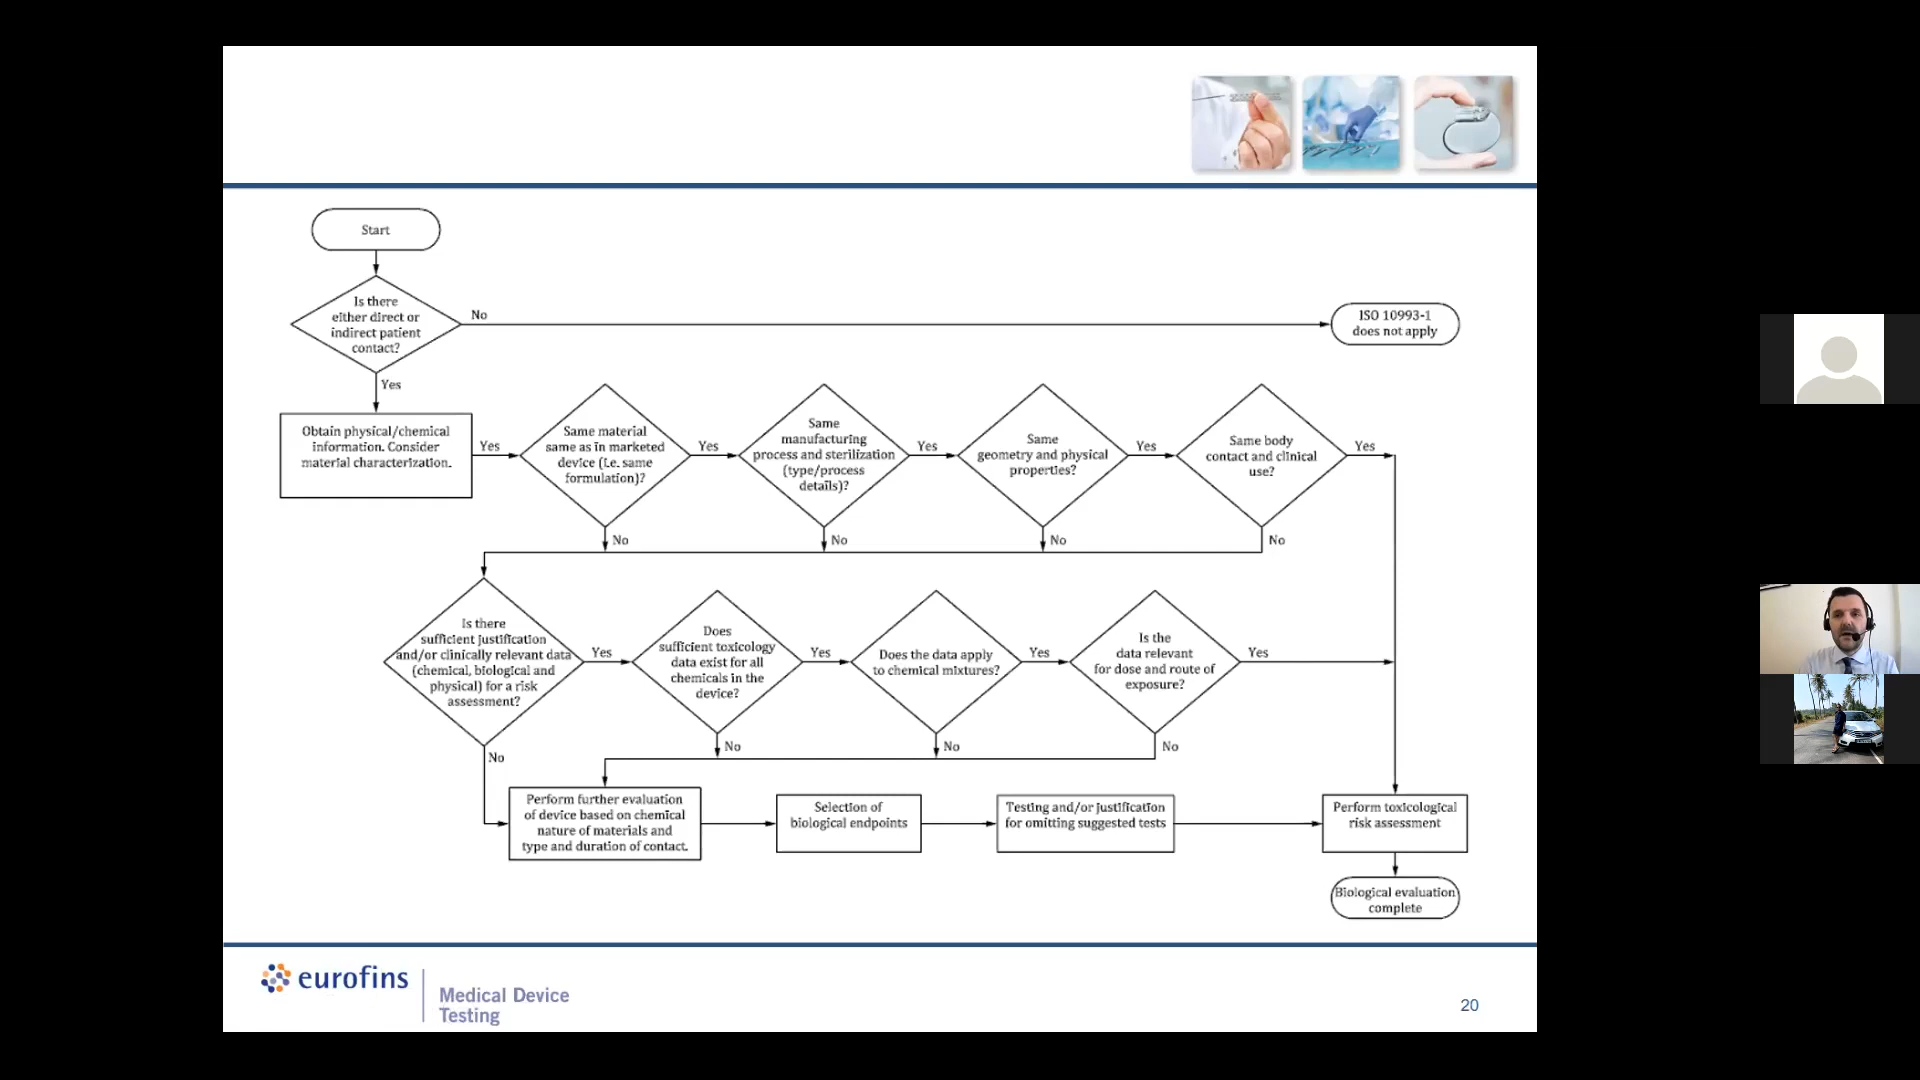 Start
Is there
either direct or
indirect patient
contact?
No
ISO 10993-1
does not apply
Yes
Obtain physical/chemical
information. Consider
material characterization.
Yes
Same material
same as in marketed
device (i.e. same
formulation)?
Yes
Same
manufacturing
process and sterilization
(type/process
details)?
Yes
Same
geometry and physical
properties?
Yes
Same body
contact and clinical
use?
Yes
No
No
No
No
Is there
sufficient justification
and/or clinically relevant data
(chemical, biological and
physical) for a risk
assessment?
Yes
Does
sufficient toxicology
data exist for all
chemicals in the
device?
Yes
Does the data apply
to chemical mixtures?
Yes
Is the
data relevant
for dose and route of
exposure?
Yes
No
No
No
No
Perform further evaluation
of device based on chemical
nature of materials and
type and duration of contact.
Selection of
biological endpoints
Testing and/or justification
for omitting suggested tests
Perform toxicological
risk assessment
Biological evaluation
complete
eurofins
Medical Device
Testing
20